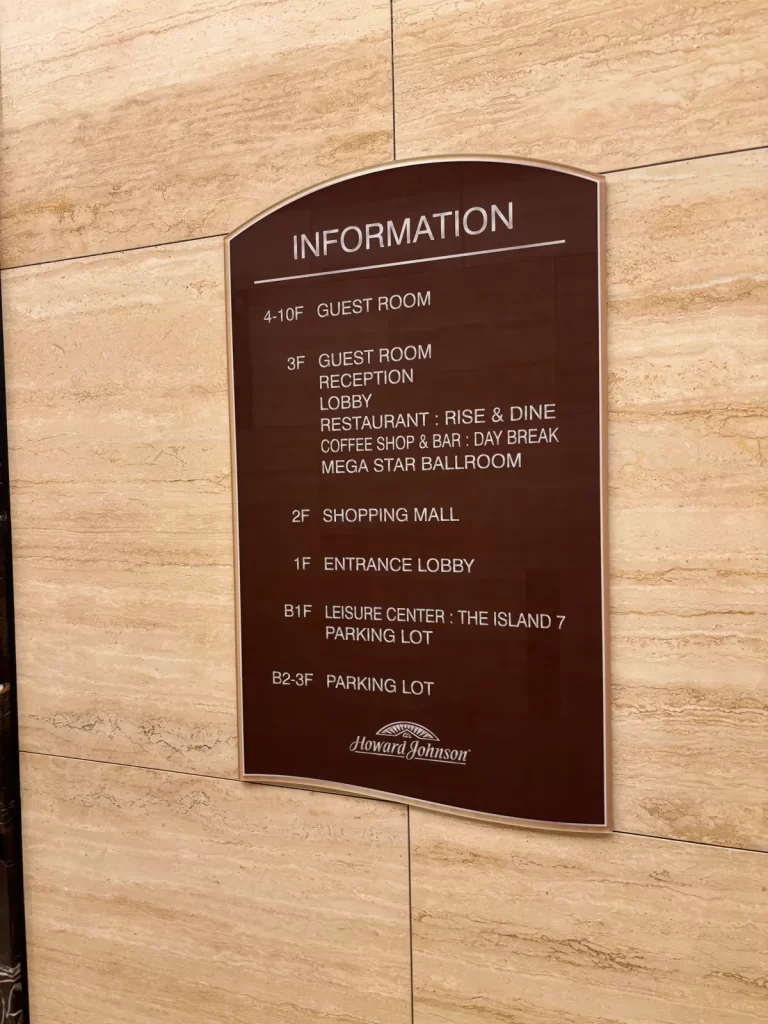 INFORMATION
4-10F GUEST ROOM
3F GUEST ROOM
RECEPTION
LOBBY
RESTAURANT : RISE & DINE
COFFEE SHOP & BAR : DAY BREAK
MEGA STAR BALLROOM
2F SHOPPING MALL
1F ENTRANCE LOBBY
B1F LEISURE CENTER : THE ISLAND 7
PARKING LOT
B2-3F PARKING LOT
Howard Johnson